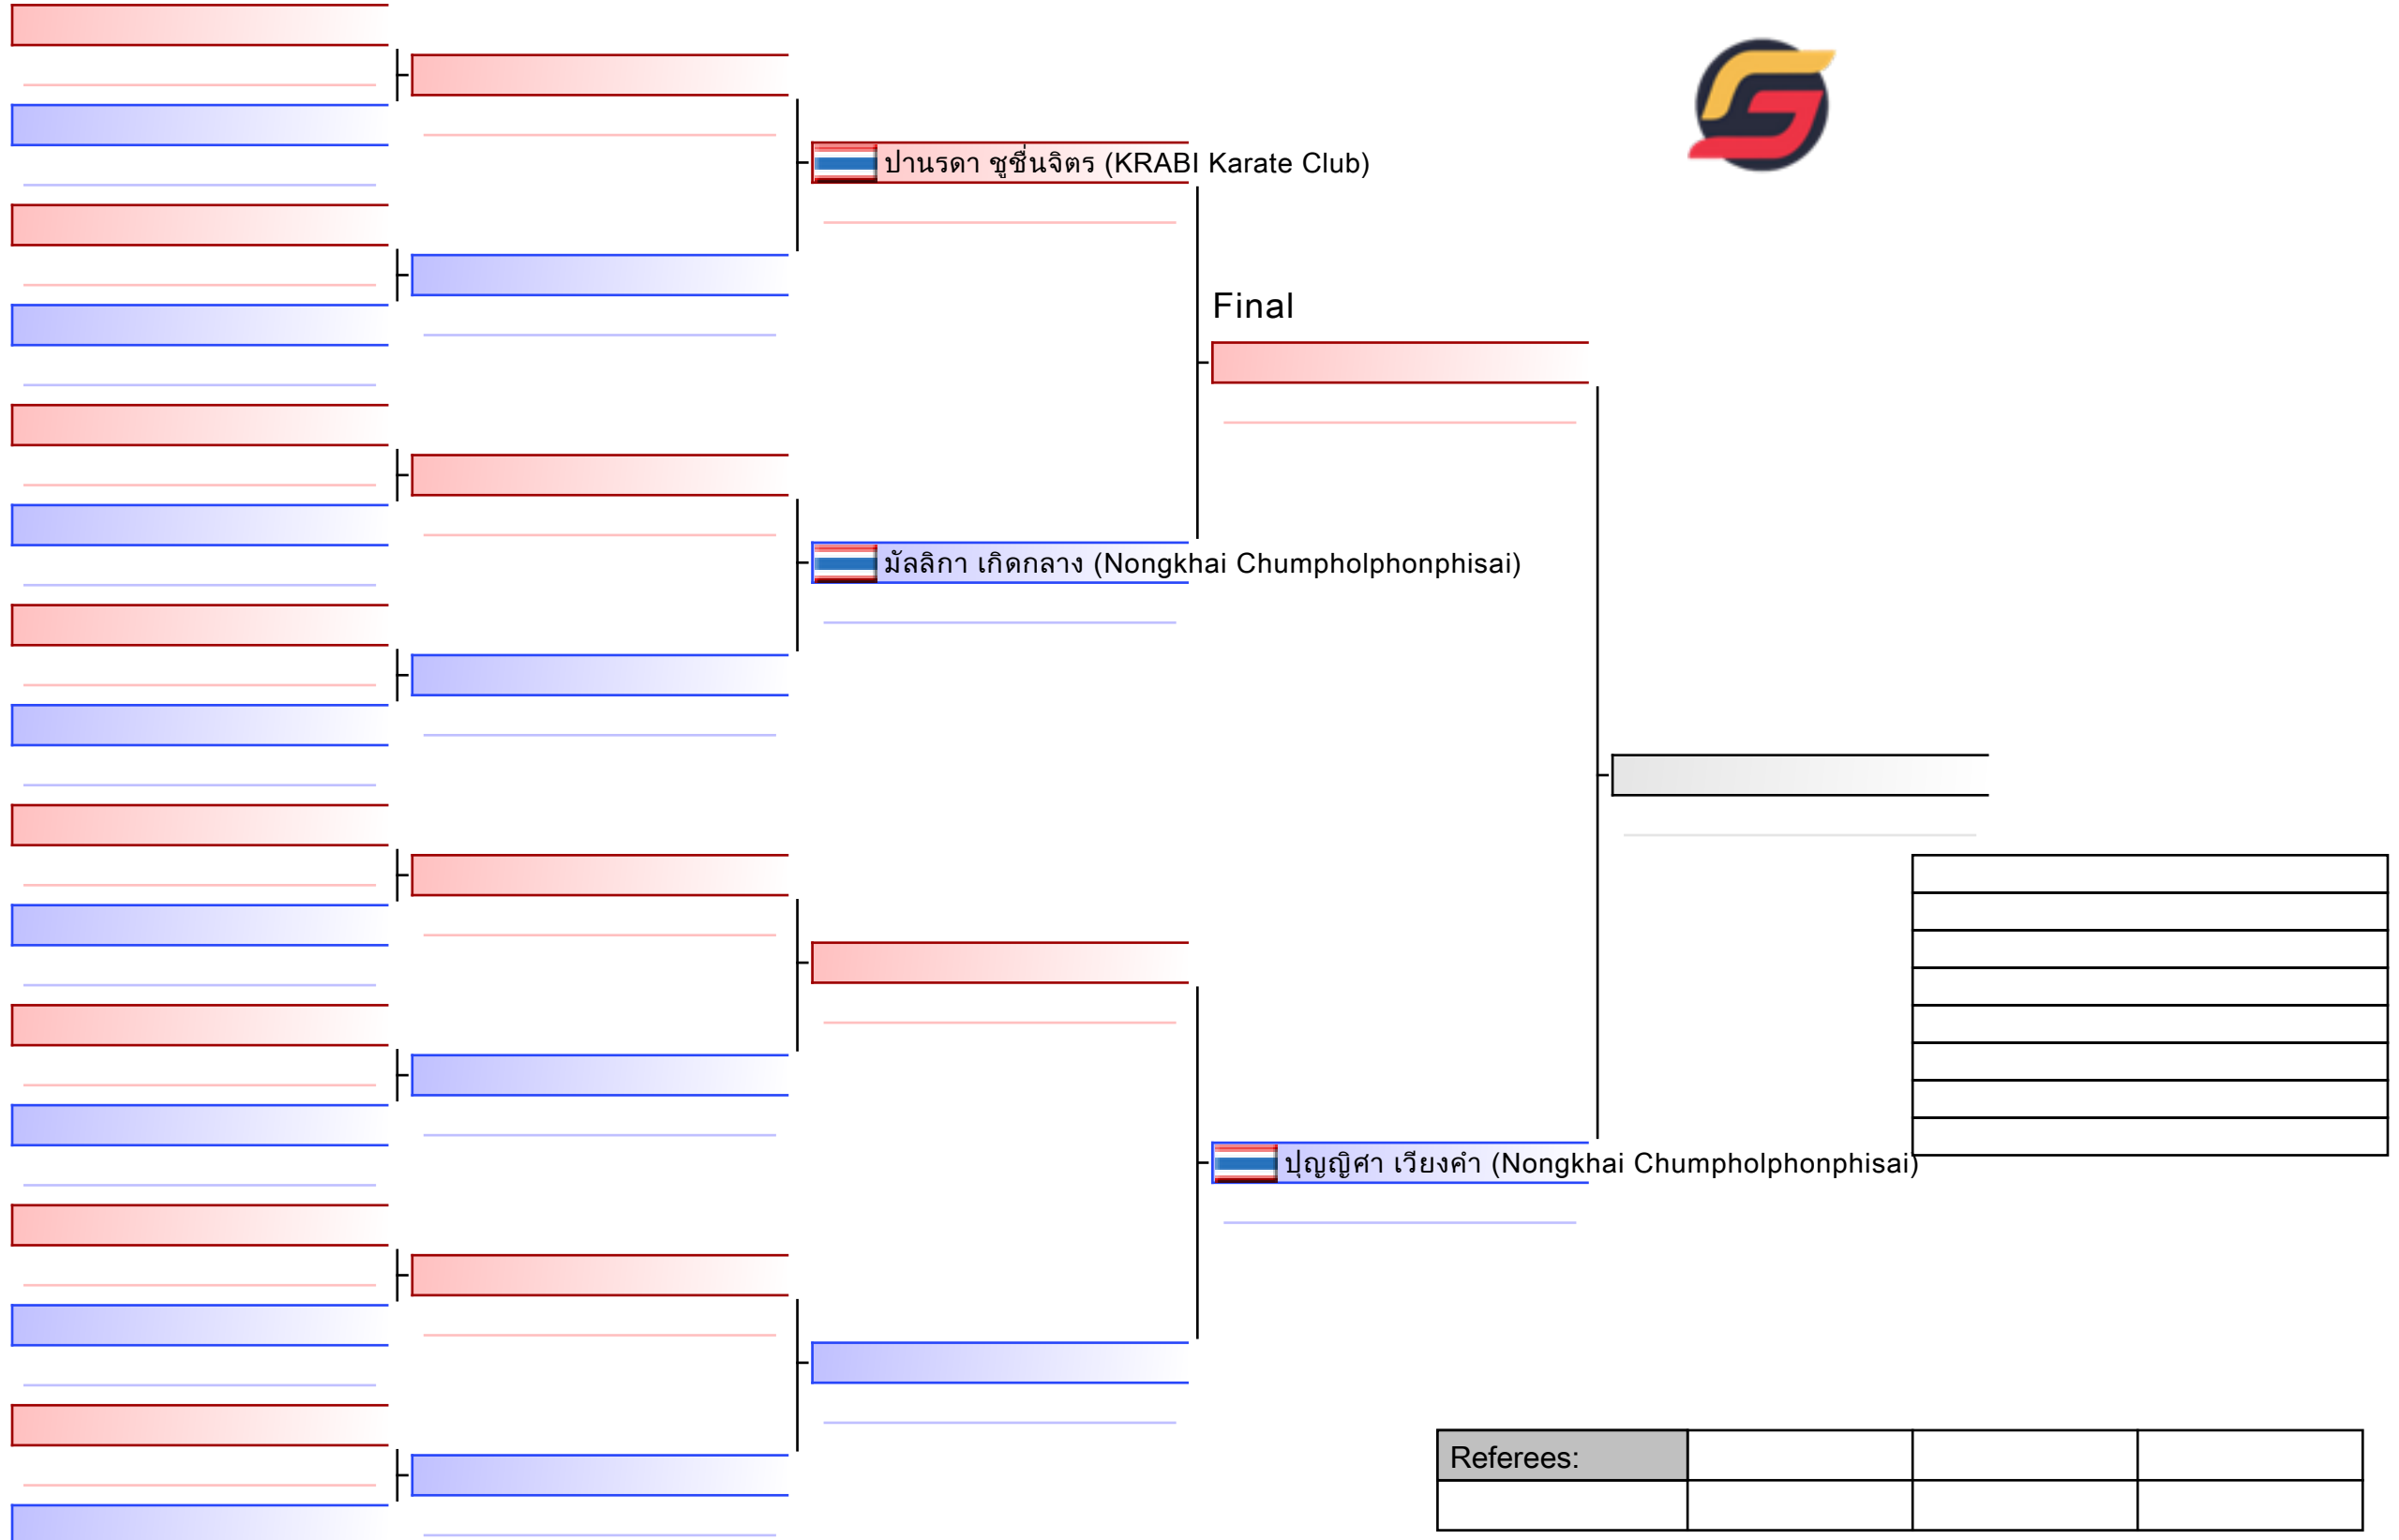 ปานรดา ชูชื่นจิตร (KRABI Karate Club)
Final
มัลลิกา เกิดกลาง (Nongkhai Chumpholphonphisai)
ปุญญิศา เวียงคำ (Nongkhai Chumpholphonphisai)
Referees: